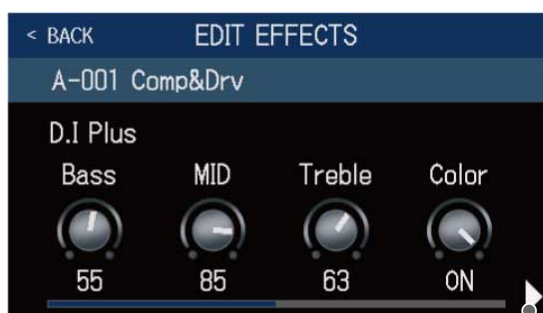 < BACK EDIT EFFECTS
A-001 Comp&Drv
D.I Plus
Bass MID Treble Color
55 85 63 ON